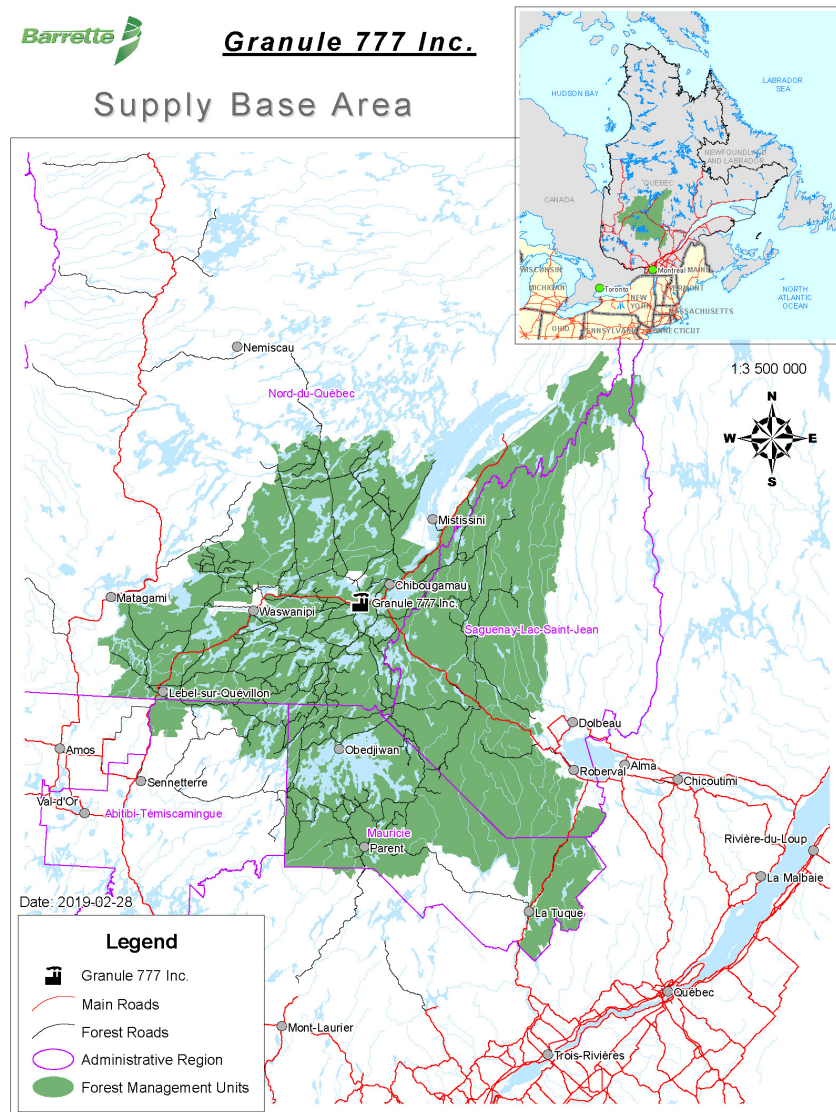 Barrette
Granule 777 Inc.
Supply Base Area
HUDSON BAY
LABRADOR
SEA
NEWFOUNDLAND
AND LABRADOR
QUEBEC
CANADA
Montreal
MAINE
WISCONSIN
MICHIGAN
Toronto
VERMONT
NEW
YORK
MASSACHUSETTS
NORTH
ATLANTIC
OCEAN
OHIO
PENNSYLVANIA
CONNECTICUT
1:3 500 000
N
W
E
S
Nemiscau
Nord-du-Québec
Mistissini
Chibougamau
Matagami
Granule 777 Inc.
Waswanipi
Saguenay-Lac-Saint-Jean
Lebel-sur-Quévillon
Dolbeau
Amos
Obedjiwan
Roberval
Alma
Sennetterre
Chicoutimi
Val-d'Or
Abitibi-Témiscamingue
Mauricie
Parent
Rivière-du-Loup
La Malbaie
Date: 2019-02-28
La Tuque
Legend
Granule 777 Inc.
Main Roads
Forest Roads
Administrative Region
Forest Management Units
Québec
Mont-Laurier
Trois-Rivières